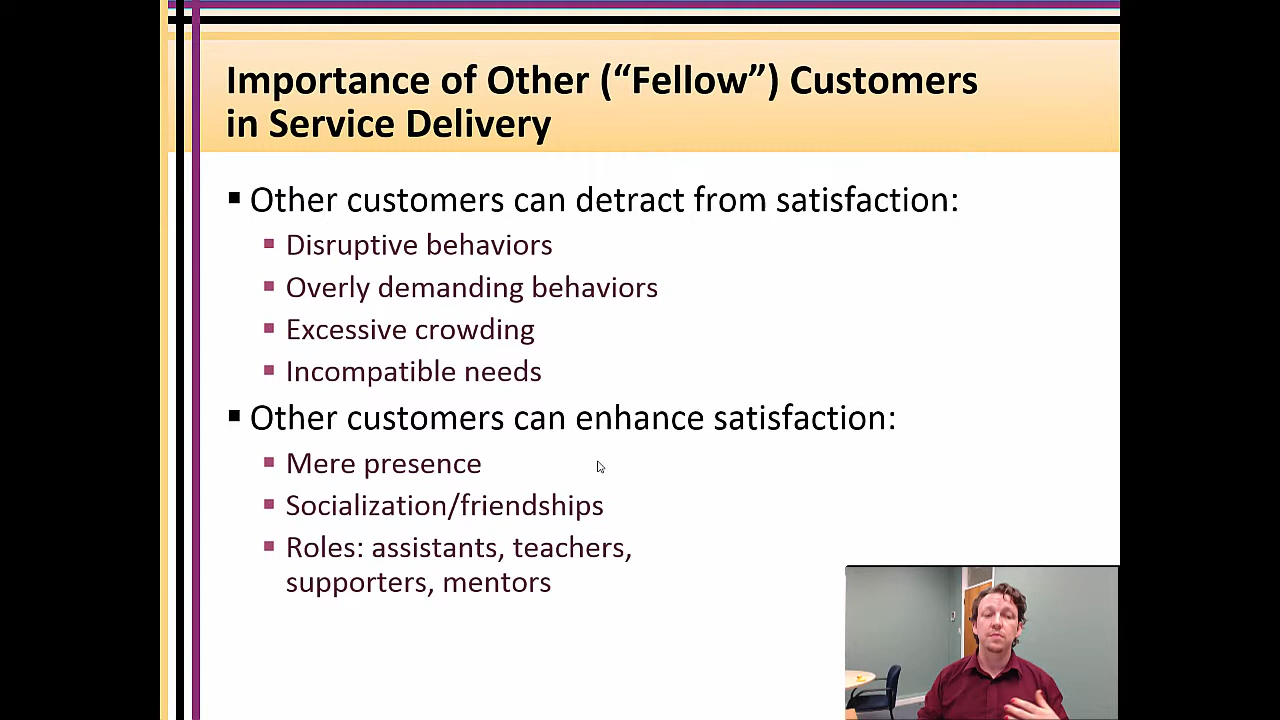 Importance of Other (“Fellow”) Customers
in Service Delivery
▪ Other customers can detract from satisfaction:
▪ Disruptive behaviors
▪ Overly demanding behaviors
▪ Excessive crowding
▪ Incompatible needs
▪ Other customers can enhance satisfaction:
▪ Mere presence
▪ Socialization/friendships
▪ Roles: assistants, teachers,
supporters, mentors